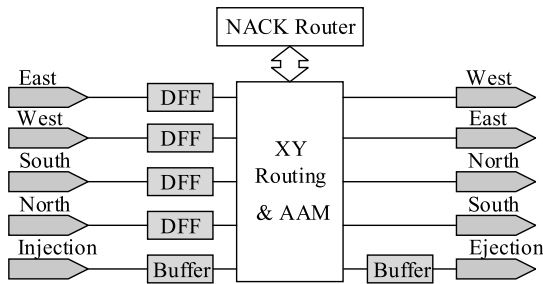 NACK Router
East
DFF
West
West
DFF
East
XY
Routing
& AAM
South
DFF
North
North
DFF
South
Injection
Buffer
Buffer
Ejection